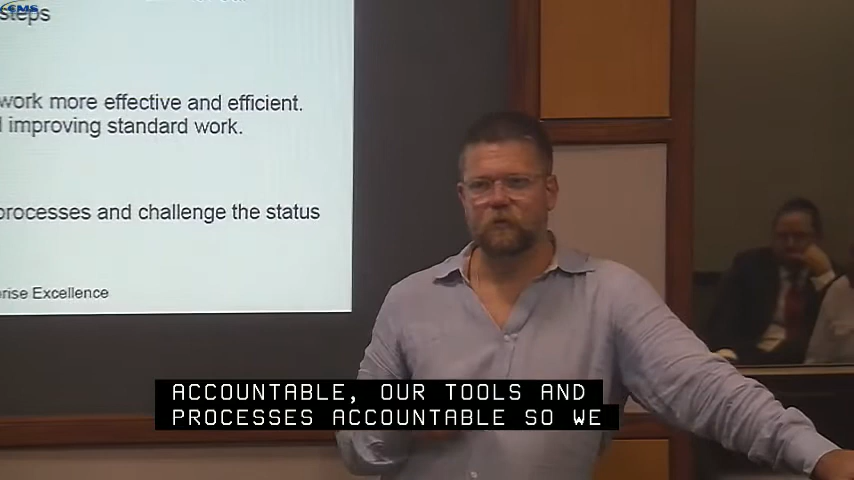 CMS
steps
work more effective and efficient.
improving standard work.
processes and challenge the status
rise Excellence
ACCOUNTABLE, OUR TOOLS AND
PROCESSES ACCOUNTABLE SO WE